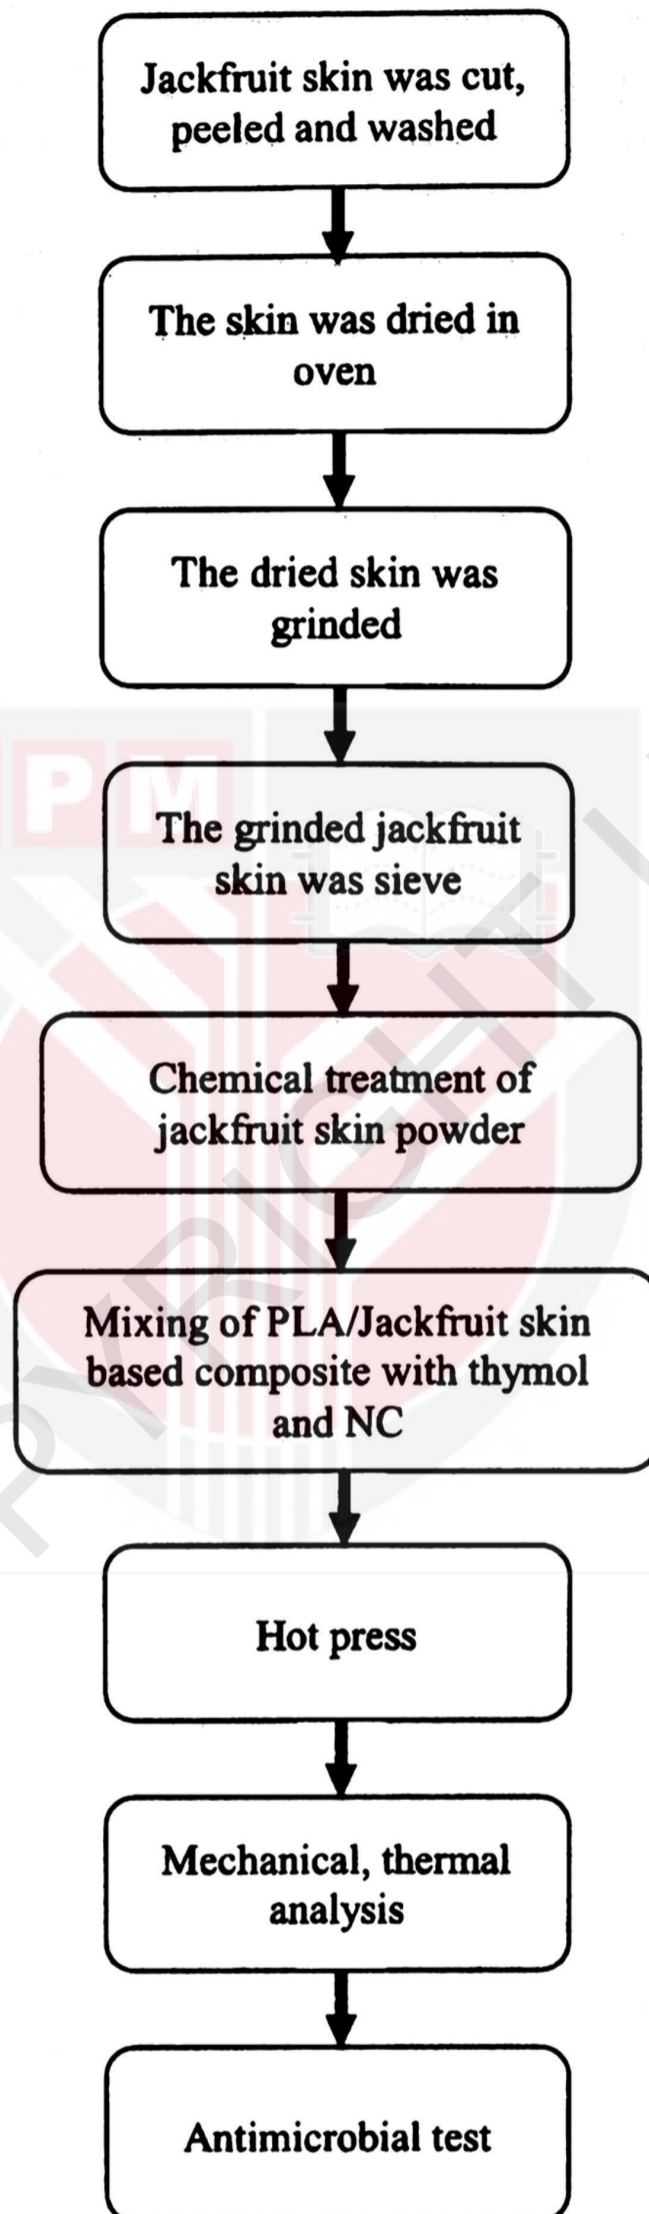 Jackfruit skin was cut,
peeled and washed
The skin was dried in
oven
The dried skin was
grinded
PM
The grinded jackfruit
skin was sieve
Chemical treatment of
jackfruit skin powder
Mixing of PLA/Jackfruit skin
based composite with thymol
and NC
PYRIGHT
Hot press
Mechanical, thermal
analysis
Antimicrobial test